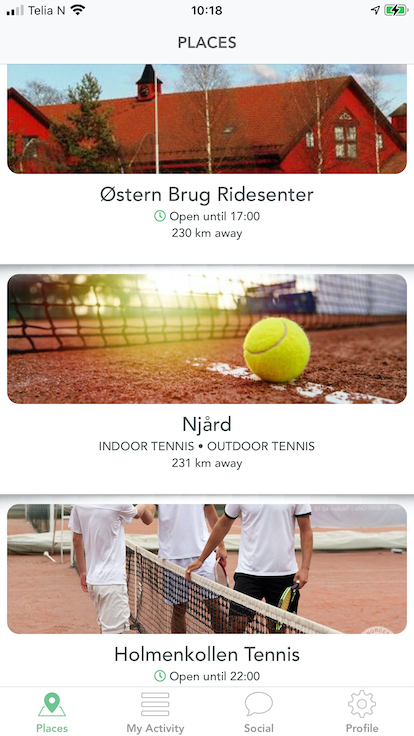 Telia N
10:18
PLACES
Østern Brug Ridesenter
Open until 17:00
230 km away
Njård
INDOOR TENNIS • OUTDOOR TENNIS
231 km away
Holmenkollen Tennis
Open until 22:00
Places
My Activity
Social
Profile